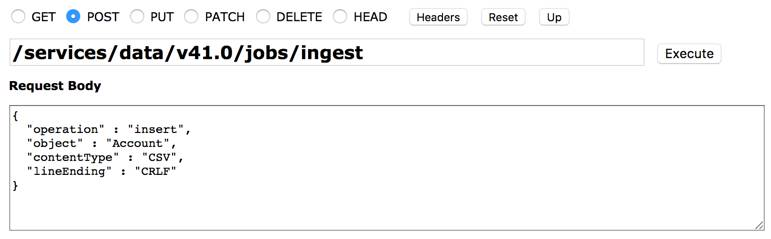 GET POST PUT PATCH DELETE HEAD Headers Reset Up
/services/data/v41.0/jobs/ingest Execute
Request Body
{
  "operation" : "insert",
  "object" : "Account",
  "contentType" : "CSV",
  "lineEnding" : "CRLF"
}